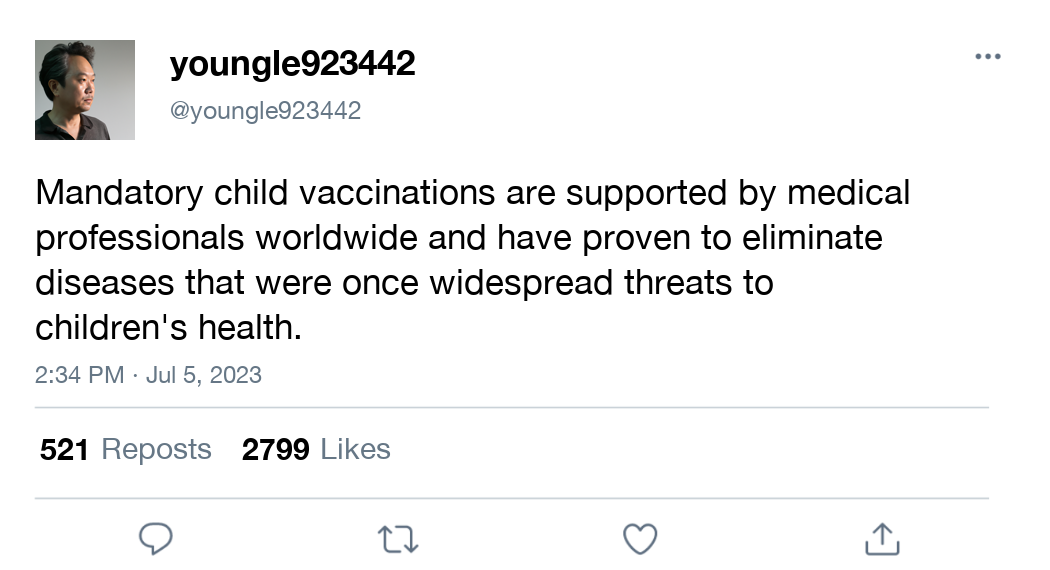 youngle923442
@youngle923442
Mandatory child vaccinations are supported by medical
professionals worldwide and have proven to eliminate
diseases that were once widespread threats to
children's health.
2:34 PM · Jul 5, 2023
521 Reposts 2799 Likes